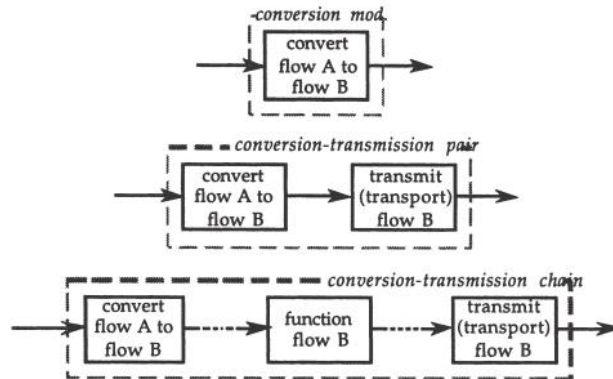 conversion mod
convert
flow A to
flow B
conversion-transmission pair
convert
flow A to
flow B
transmit
(transport)
flow B
conversion-transmission chain
convert
flow A to
flow B
function
flow B
transmit
(transport)
flow B